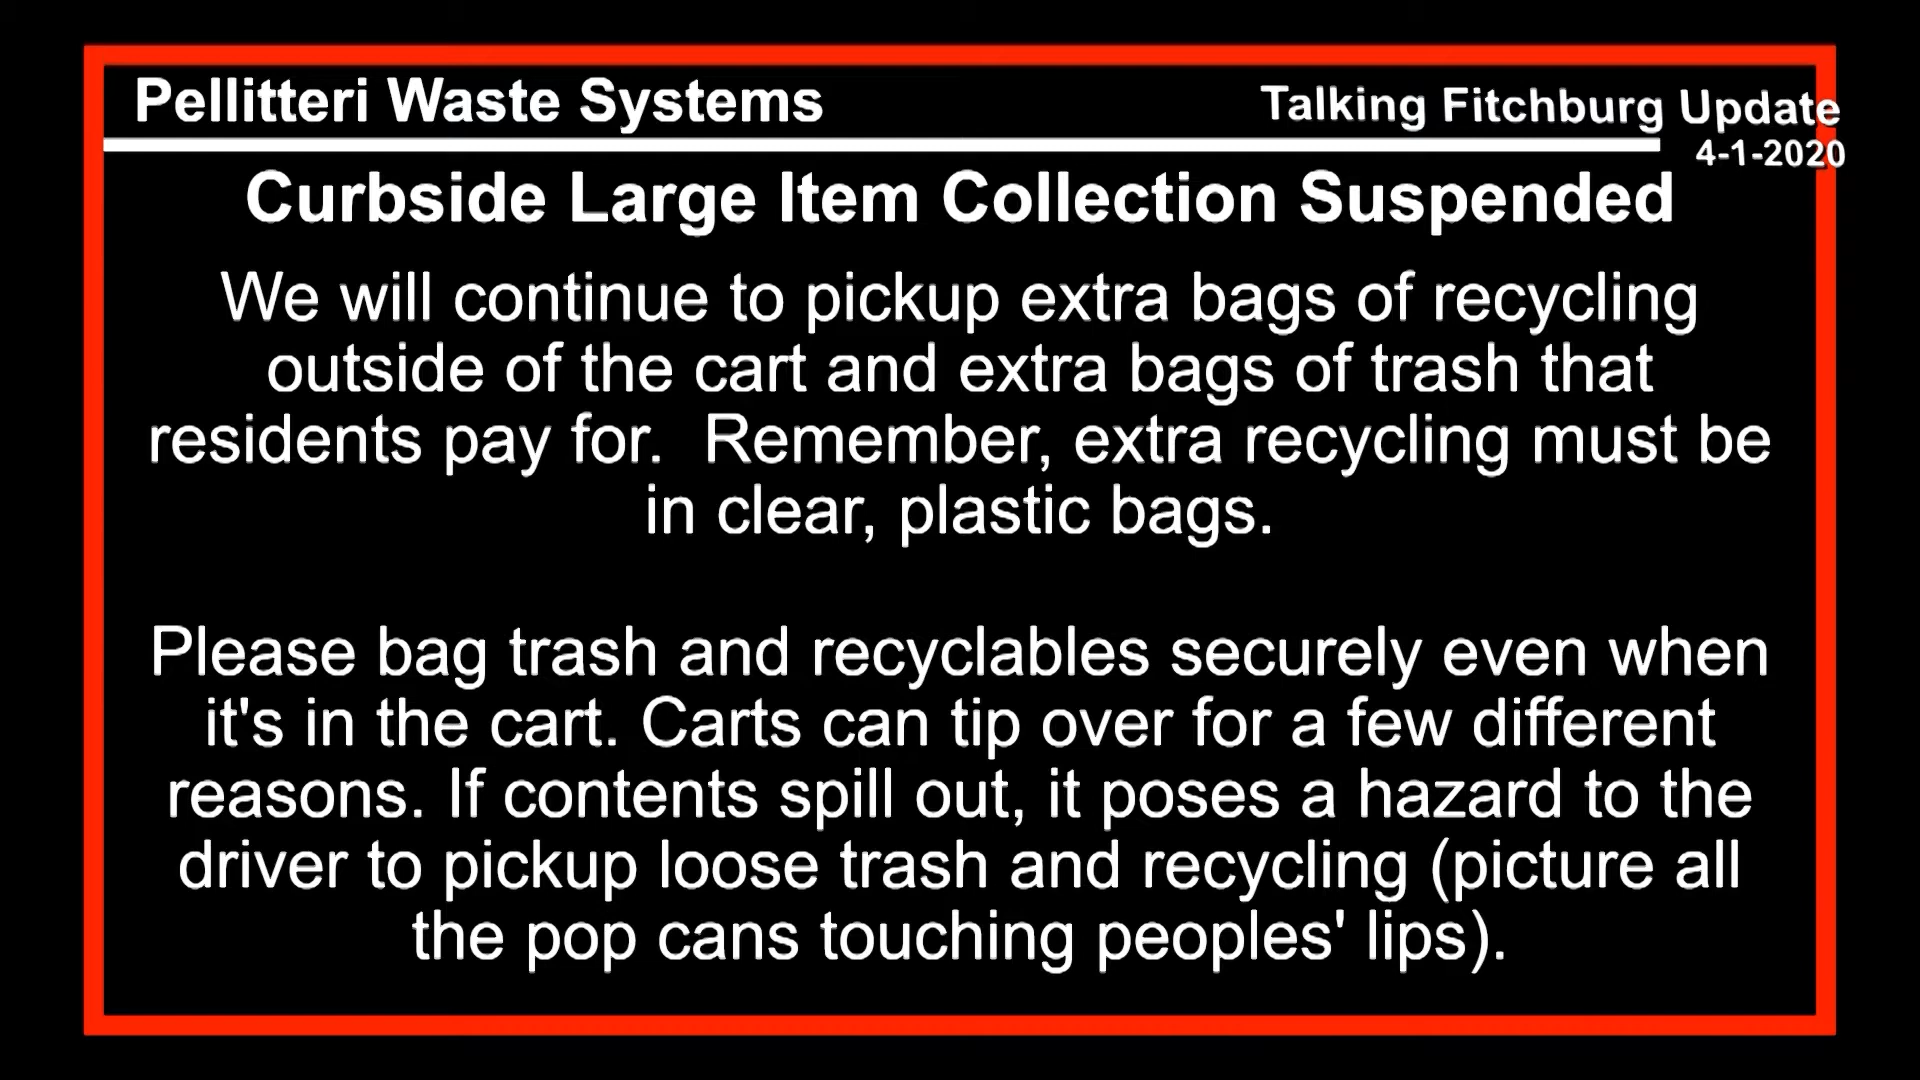 Pellitteri Waste Systems
Talking Fitchburg Update
4-1-2020
Curbside Large Item Collection Suspended
We will continue to pickup extra bags of recycling
outside of the cart and extra bags of trash that
residents pay for.  Remember, extra recycling must be
in clear, plastic bags.
Please bag trash and recyclables securely even when
it's in the cart. Carts can tip over for a few different
reasons. If contents spill out, it poses a hazard to the
driver to pickup loose trash and recycling (picture all
the pop cans touching peoples' lips).